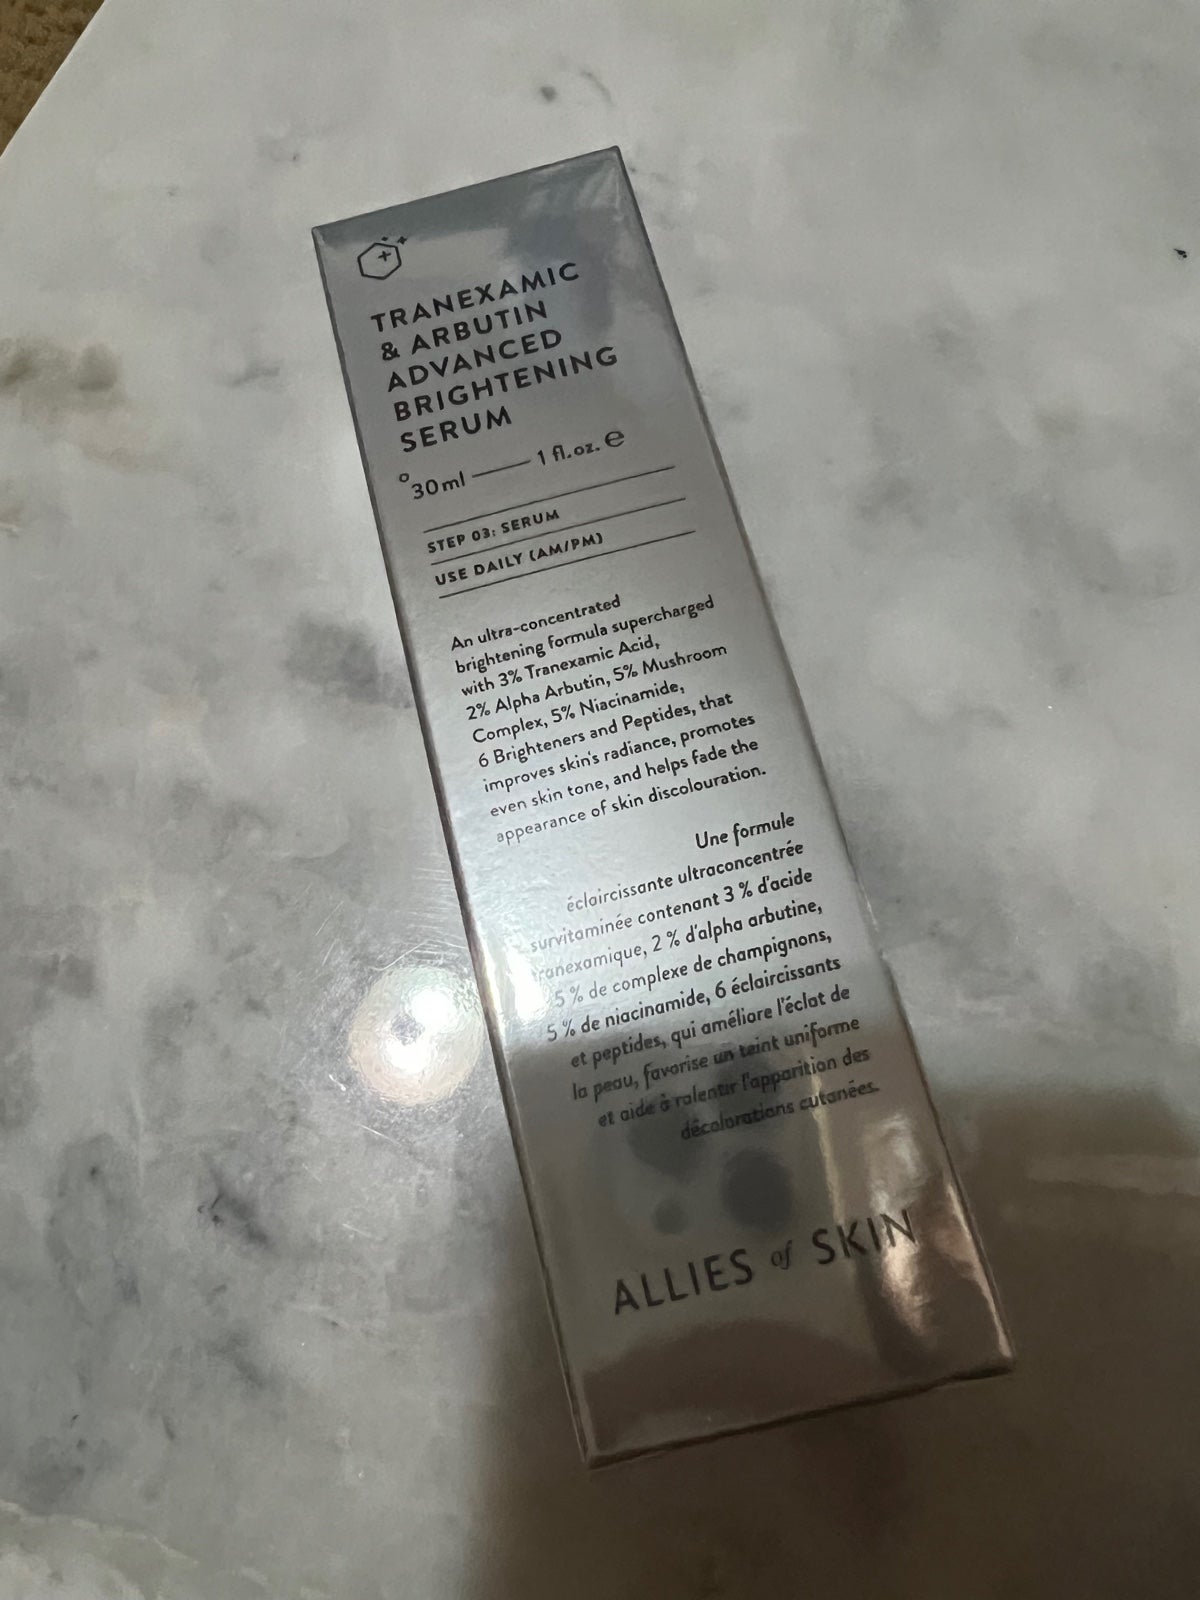 TRANEXAMIC
& ARBUTIN
ADVANCED
BRIGHTENING
SERUM
30ml — 1 fl.oz. ℮
STEP 03: SERUM
USE DAILY (AM/PM)
An ultra-concentrated
brightening formula supercharged
with 3% Tranexamic Acid,
2% Alpha Arbutin, 5% Mushroom
Complex, 5% Niacinamide,
6 Brighteners and Peptides, that
improves skin's radiance, promotes
even skin tone, and helps fade the
appearance of skin discolouration.
Une formule
éclaircissante ultraconcentrée
survitaminée contenant 3 % d'acide
tranexamique, 2 % d'alpha arbutine,
5 % de complexe de champignons,
5 % de niacinamide, 6 éclaircissants
et peptides, qui améliore l'éclat de
la peau, favorise un teint uniforme
et aide à ralentir l'apparition des
décolorations cutanées.
ALLIES of SKIN